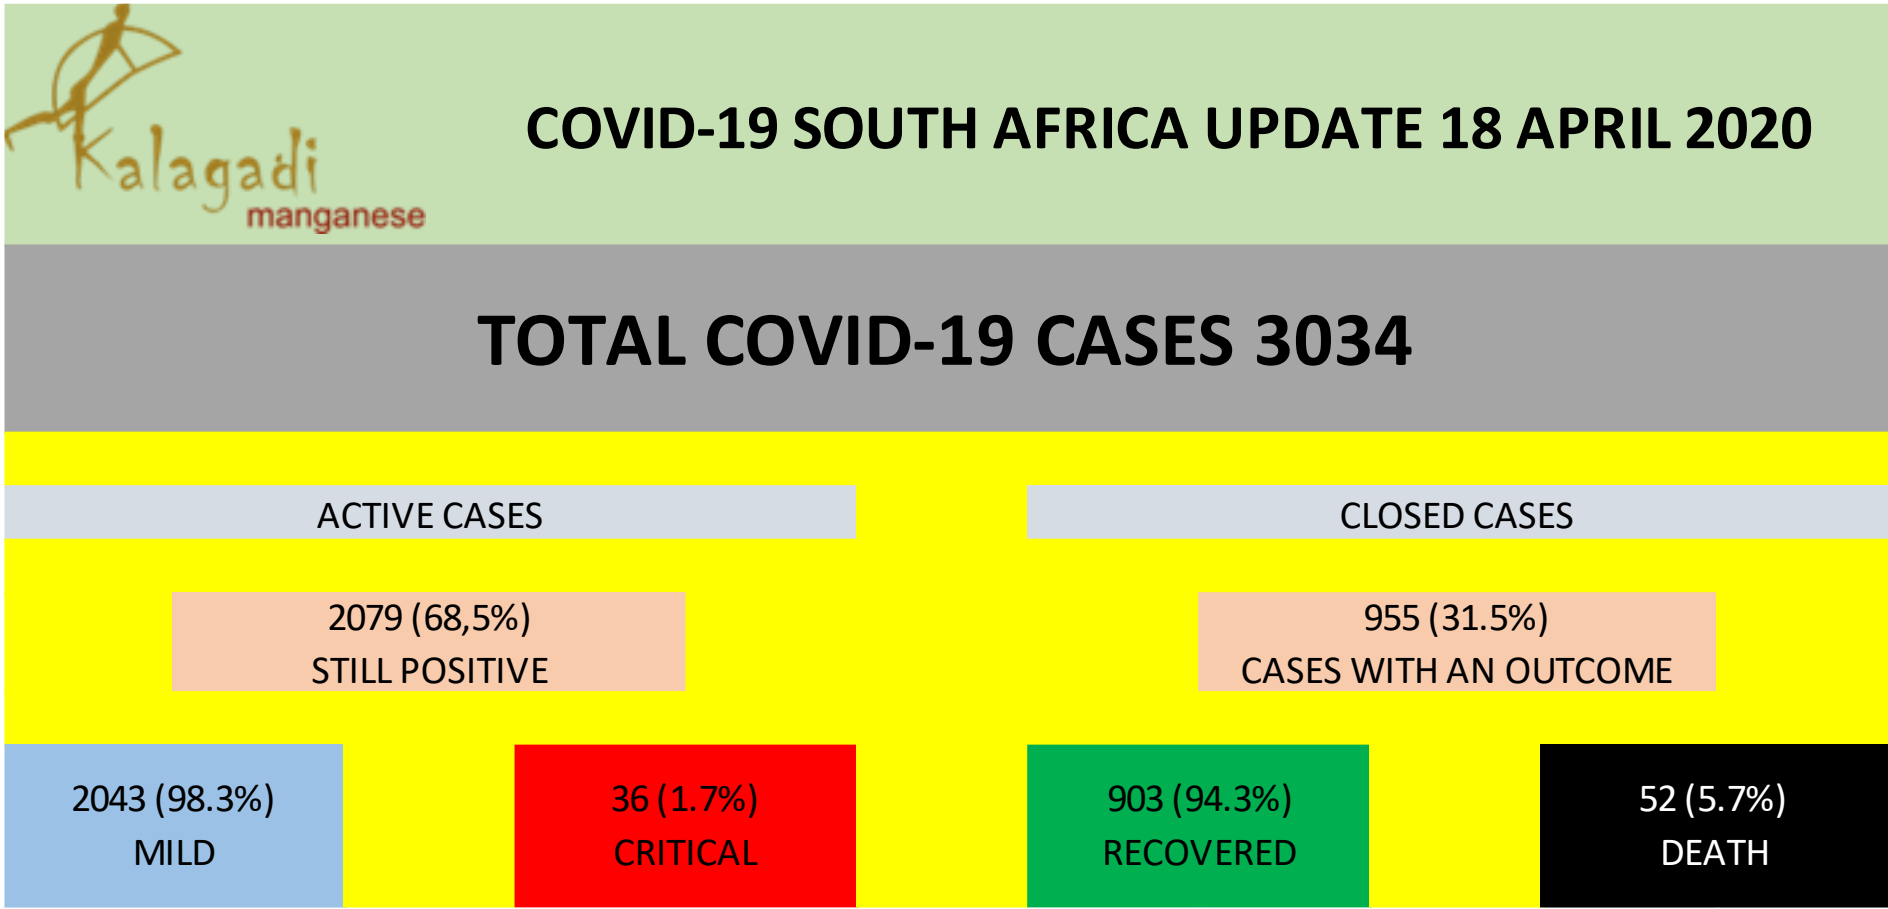 Kalagadi
manganese
COVID-19 SOUTH AFRICA UPDATE 18 APRIL 2020
TOTAL COVID-19 CASES 3034
ACTIVE CASES
CLOSED CASES
2079 (68,5%)
STILL POSITIVE
955 (31.5%)
CASES WITH AN OUTCOME
2043 (98.3%)
MILD
36 (1.7%)
CRITICAL
903 (94.3%)
RECOVERED
52 (5.7%)
DEATH